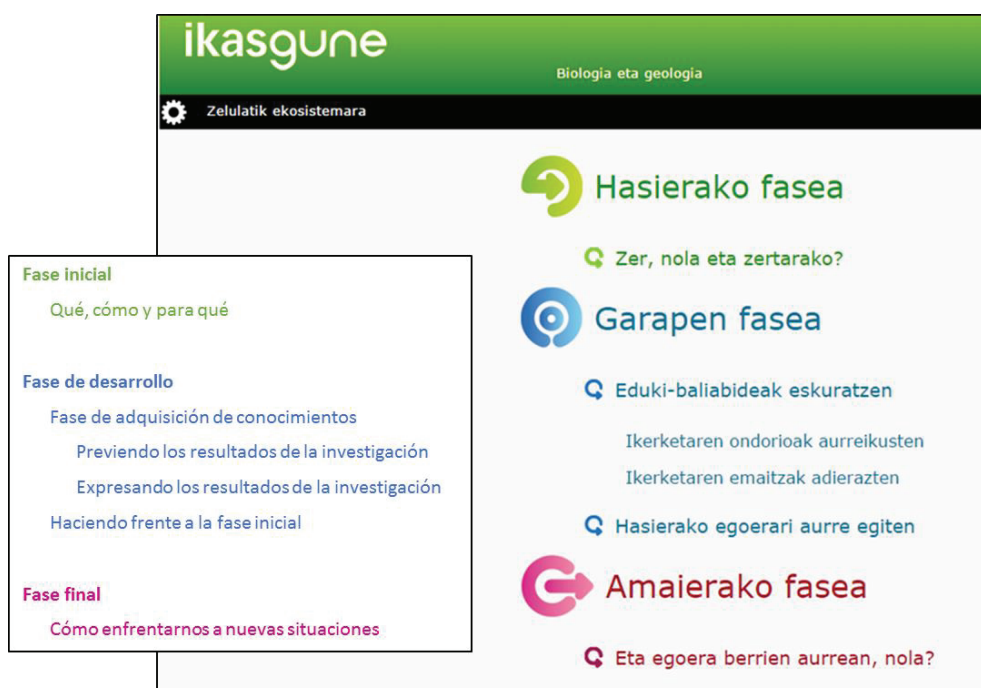 ikasgune
Biologia eta geologia
Zelulatik ekosistemara
Hasierako fasea
Zer, nola eta zertarako?
Garapen fasea
Eduki-baliabideak eskuratzen
Ikerketaren ondorioak aurreikusten
Ikerketaren emaitzak adierazten
Hasierako egoerari aurre egiten
Amaierako fasea
Eta egoera berrien aurrean, nola?
Fase inicial
Qué, cómo y para qué
Fase de desarrollo
Fase de adquisición de conocimientos
Previendo los resultados de la investigación
Expresando los resultados de la investigación
Haciendo frente a la fase inicial
Fase final
Cómo enfrentarnos a nuevas situaciones